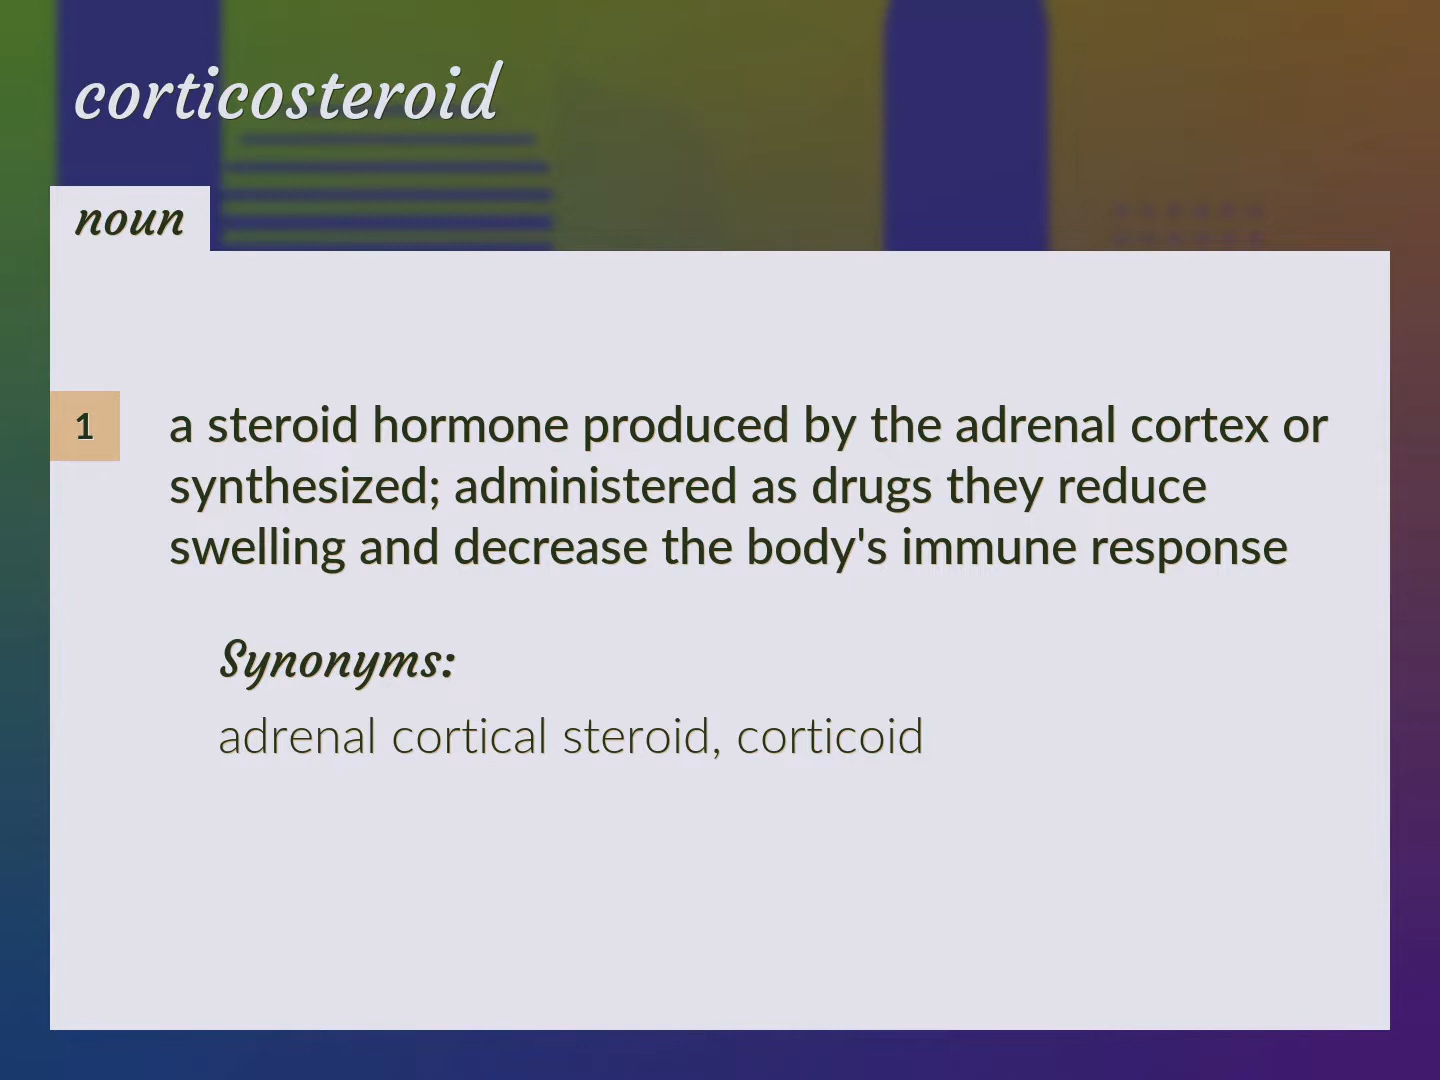 corticosteroid
noun
1
a steroid hormone produced by the adrenal cortex or
synthesized; administered as drugs they reduce
swelling and decrease the body's immune response
Synonyms:
adrenal cortical steroid, corticoid